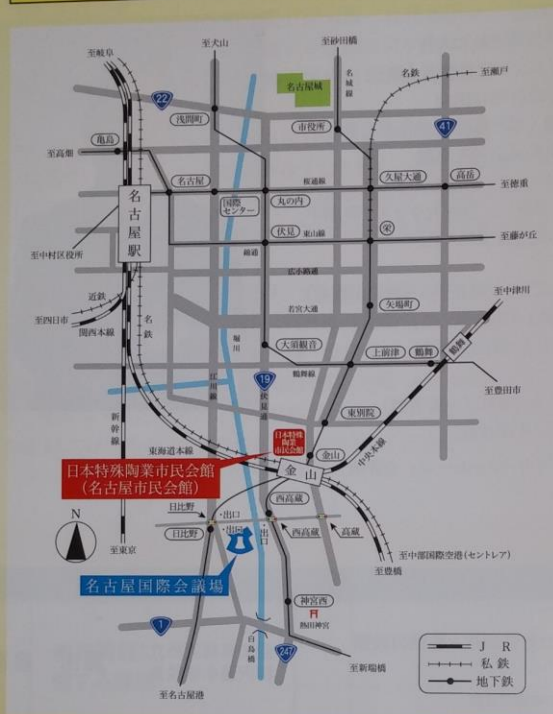 至岐阜
至犬山
至砂田橋
名城線
名鉄
至瀬戸
22
名古屋城
浅間町
市役所
41
亀島
至高畑
名古屋
桜通線
久屋大通
高岳
至徳重
国際
センター
丸の内
名古屋駅
伏見
東山線
栄
至藤が丘
錦通
至中村区役所
広小路通
近鉄
若宮大通
矢場町
至中津川
至四日市
関西本線
名鉄
堀川
大須観音
上前津
鶴舞
鶴舞
鶴舞線
至豊田市
江川線
19
伏見通
新幹線
東別院
日本特殊
陶業
市民会館
東海道本線
金山
中央本線
日本特殊陶業市民会館
(名古屋市民会館)
金山
N
日比野
・出口
西高蔵
日比野
・出口
・出口
西高蔵
高蔵
至東京
至中部国際空港(セントレア)
至豊橋
名古屋国際会議場
神宮西
熱田神宮
1
白鳥橋
247
至新瑞橋
至名古屋港
JR
私鉄
地下鉄